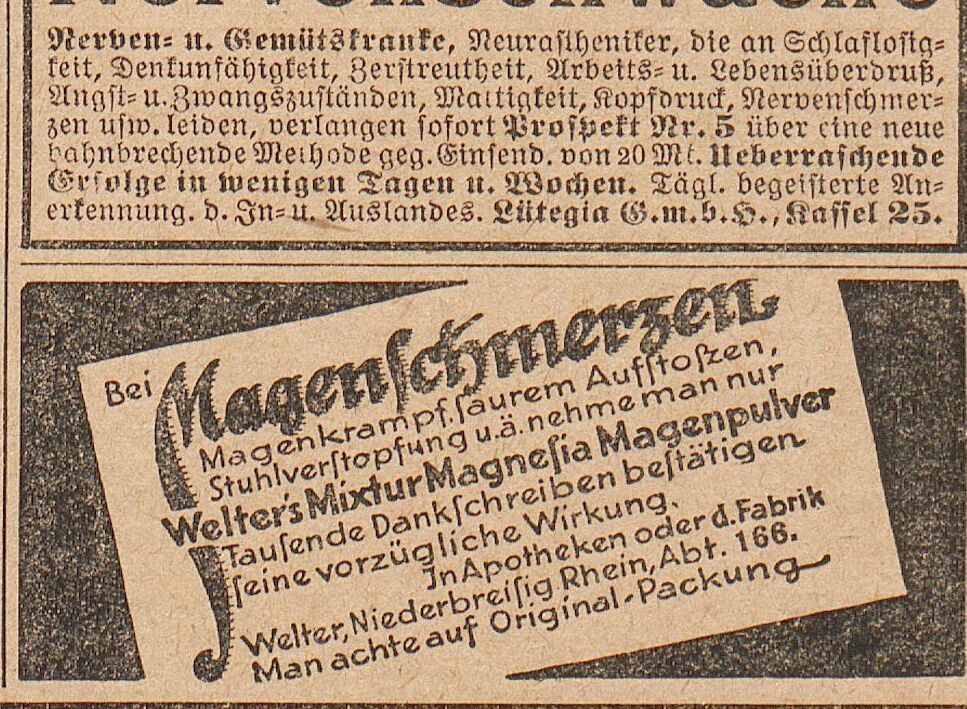 Nervenschwäche
Nerven- u. Gemütskranke, Neurastheniker, die an Schlaflosig-
keit, Denkunfähigkeit, Zerstreutheit, Arbeits- u. Lebensüberdruß,
Angst- u. Zwangszuständen, Mattigkeit, Kopfdruck, Nervenschmer-
zen usw. leiden, verlangen sofort Prospekt Nr. 5 über eine neue
bahnbrechende Methode geg. Einsend. von 20 Mk. Ueberraschende
Erfolge in wenigen Tagen u. Wochen. Tägl. begeisterte An-
erkennung. d. In- u. Auslandes. Lütegia G.m.b.H., Kassel 25.
Bei Magenſchmerzen
Magenkrampf, ſaurem Aufſtoſzen,
Stuhlverſtopfung u.ä. nehme man nur
Welter's Mixtur Magneſia Magenpulver
Tauſende Dankſchreiben beſtätigen
ſeine vorzügliche Wirkung.
In Apotheken oder d. Fabrik
Welter, Niederbreiſig Rhein, Abt. 166.
Man achte auf Original-Packung